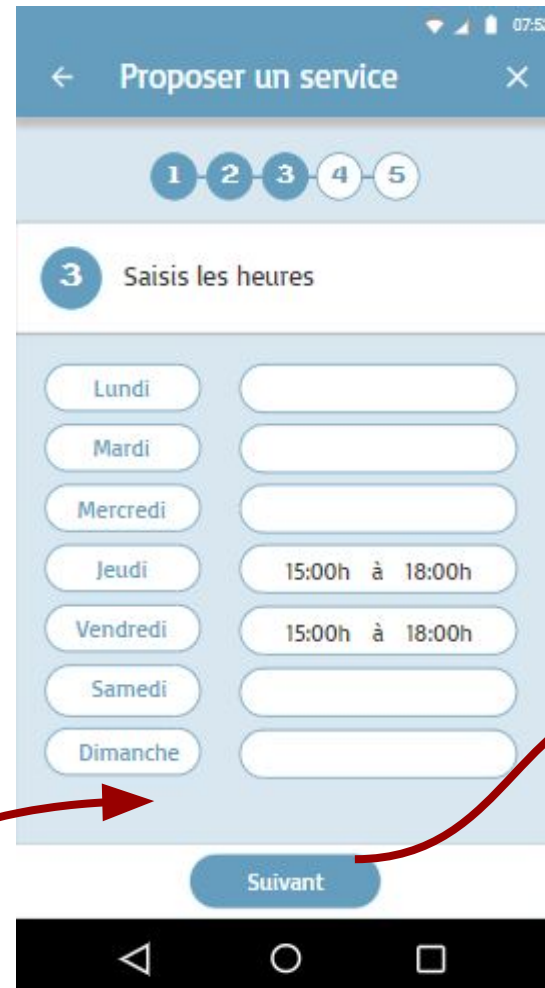 07:52
Proposer un service
1 2 3 4 5
3 Saisis les heures
Lundi
Mardi
Mercredi
Jeudi 15:00h à 18:00h
Vendredi 15:00h à 18:00h
Samedi
Dimanche
Suivant